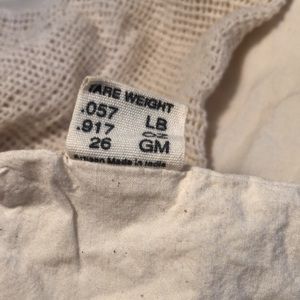 TARE WEIGHT
.057 LB
.917 oz
26 GM
Made in India